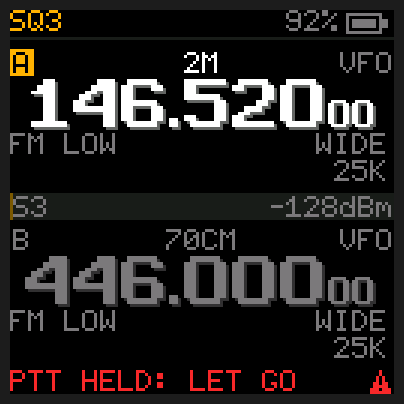 SQ3 92%
A 2M VFO
146.52000
FM LOW WIDE
25K
S3 -128dBm
B 70CM VFO
446.00000
FM LOW WIDE
25K
PTT HELD: LET GO